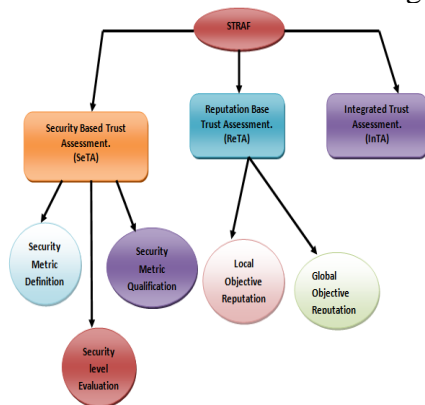 STRAF
Security Based Trust
Assessment.
(SeTA)
Reputation Base
Trust Assessment.
(ReTA)
Integrated Trust
Assessment.
(InTA)
Security
Metric
Definition
Security
Metric
Qualification
Local
Objective
Reputation
Global
Objective
Reputation
Security
level
Evaluation